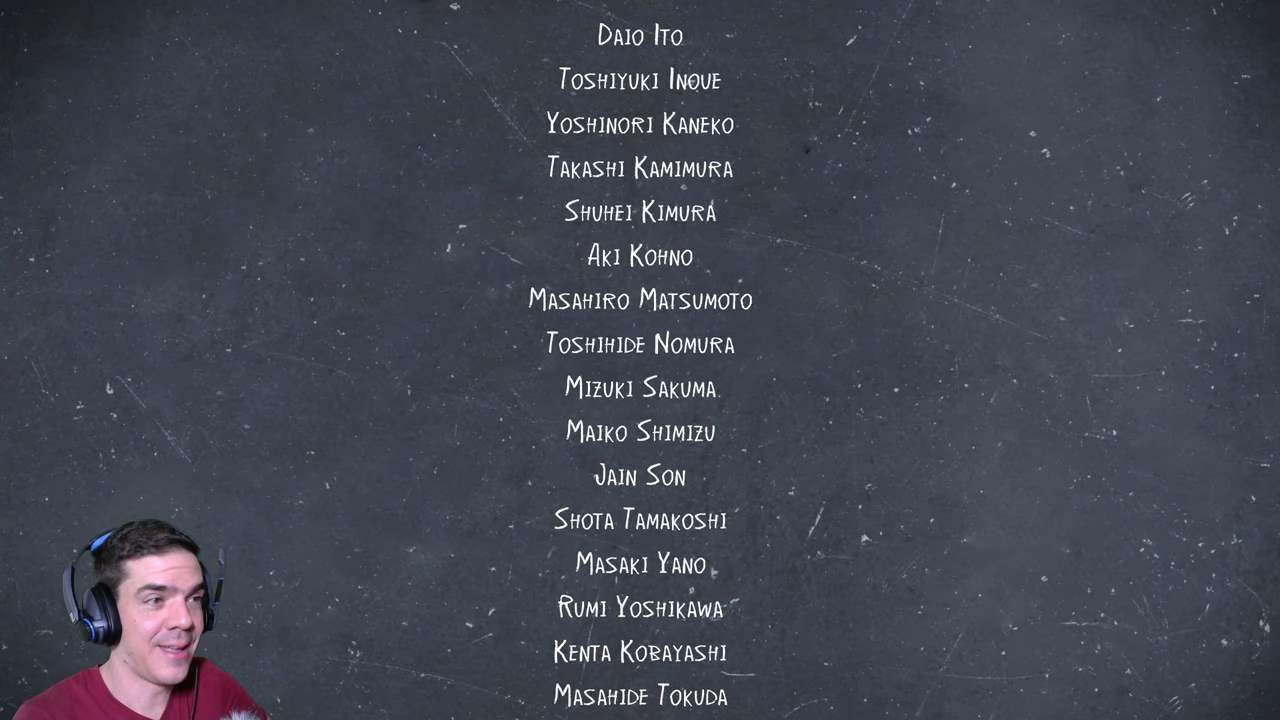 Daio Ito
Toshiyuki Inoue
Yoshinori Kaneko
Takashi Kamimura
Shuhei Kimura
Aki Kohno
Masahiro Matsumoto
Toshihide Nomura
Mizuki Sakuma
Maiko Shimizu
Jain Son
Shota Tamakoshi
Masaki Yano
Rumi Yoshikawa
Kenta Kobayashi
Masahide Tokuda